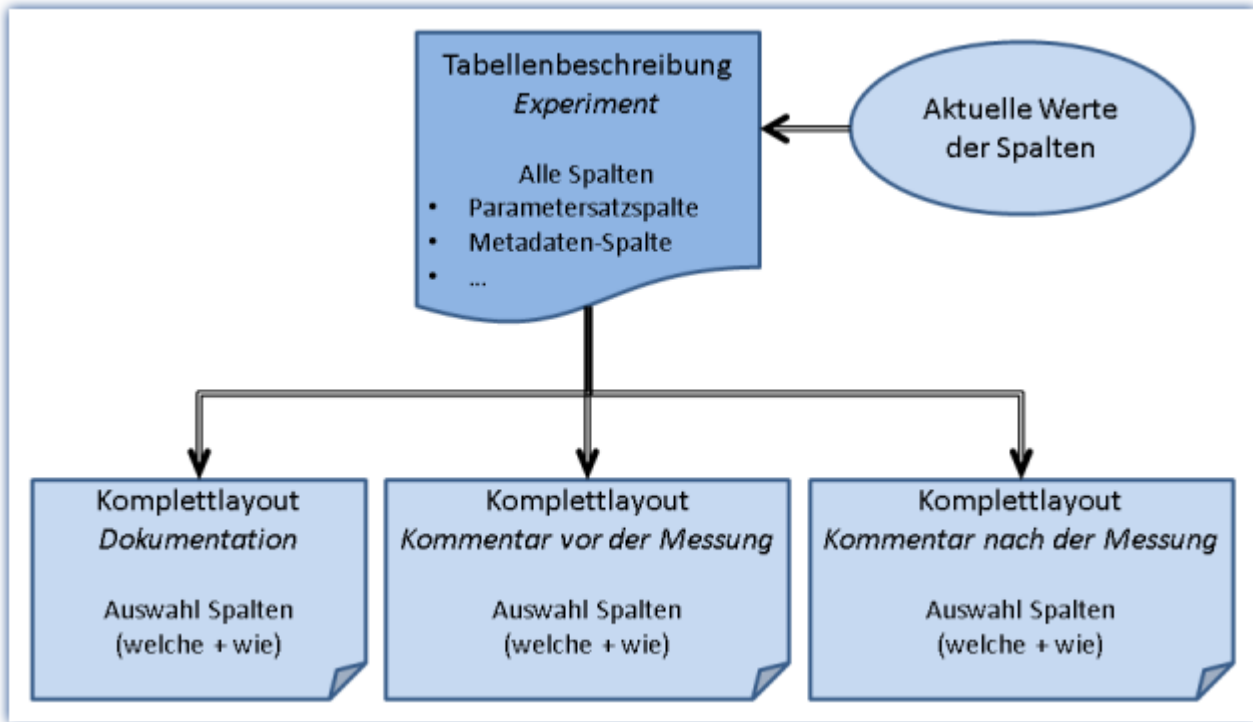 Tabellenbeschreibung
Experiment
Alle Spalten
• Parametersatzspalte
• Metadaten-Spalte
• ...
Aktuelle Werte
der Spalten
Komplettlayout
Dokumentation
Auswahl Spalten
(welche + wie)
Komplettlayout
Kommentar vor der Messung
Auswahl Spalten
(welche + wie)
Komplettlayout
Kommentar nach der Messung
Auswahl Spalten
(welche + wie)